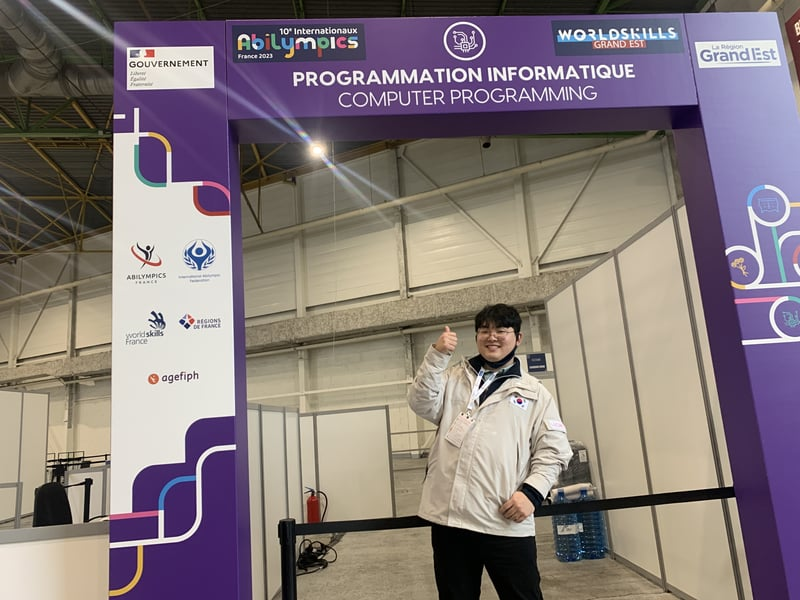 GOUVERNEMENT
Liberté
Égalité
Fraternité
10e Internationaux
Abilympics
France 2023
WORLDSKILLS
GRAND EST
La Région
Grand Est
PROGRAMMATION INFORMATIQUE
COMPUTER PROGRAMMING
ABILYMPICS
FRANCE
International Abilympic
Federation
worldskills
France
RÉGIONS
DE FRANCE
agefiph